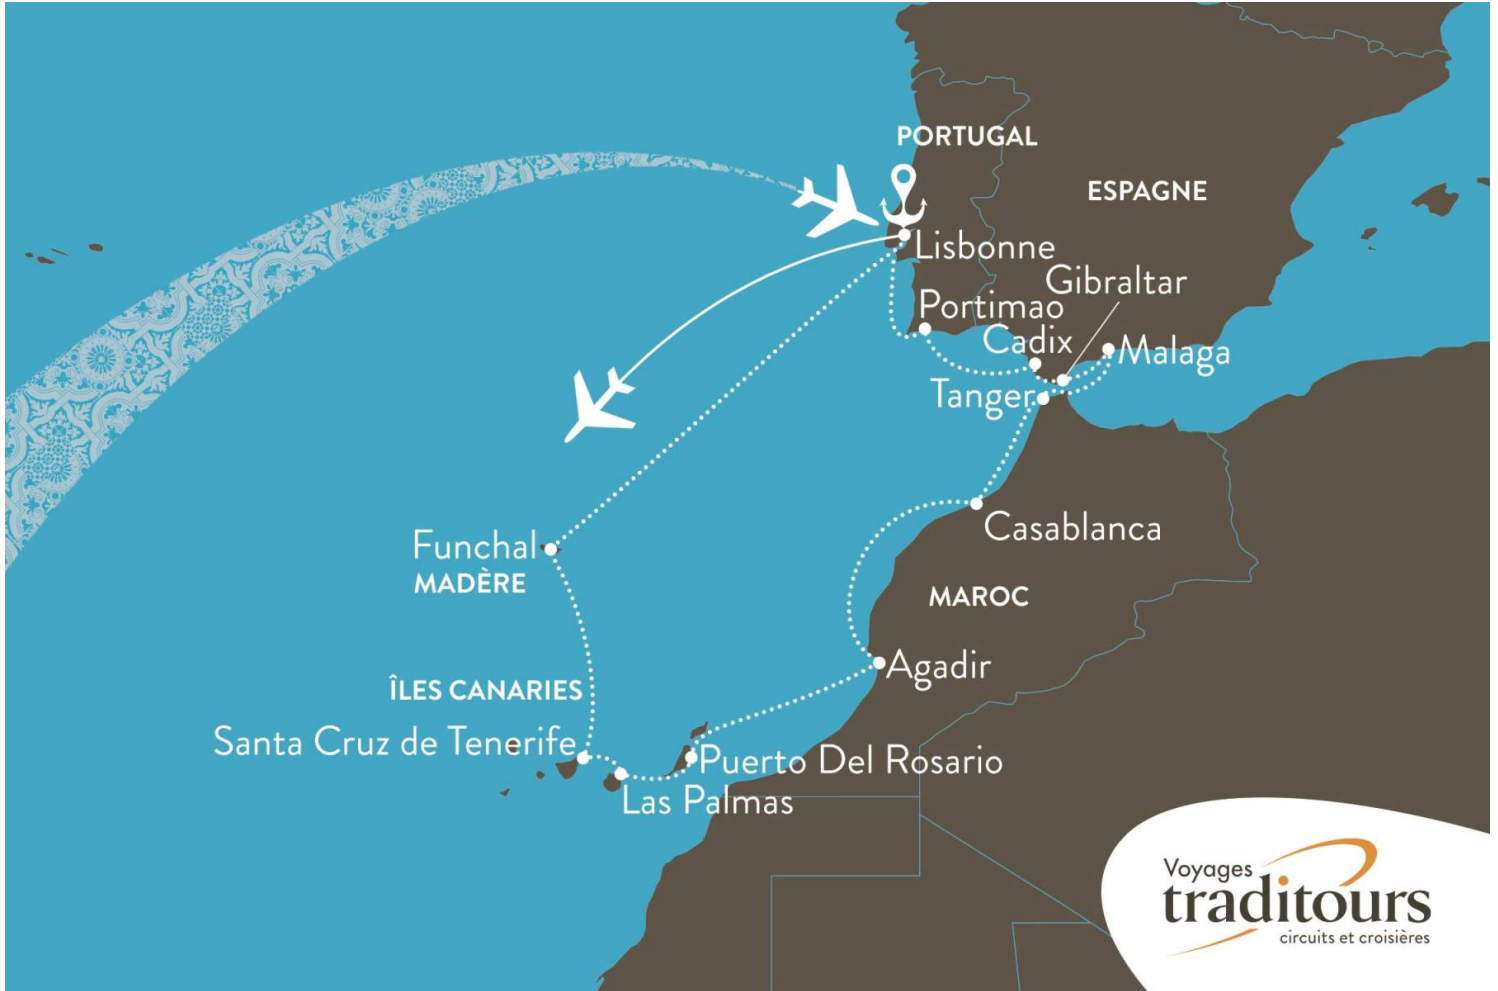 PORTUGAL
ESPAGNE
Lisbonne
Gibraltar
Portimao
Cadix
Malaga
Tanger
Casablanca
Funchal
MADÈRE
MAROC
Agadir
ÎLES CANARIES
Santa Cruz de Tenerife
Puerto Del Rosario
Las Palmas
Voyages
traditours
circuits et croisières